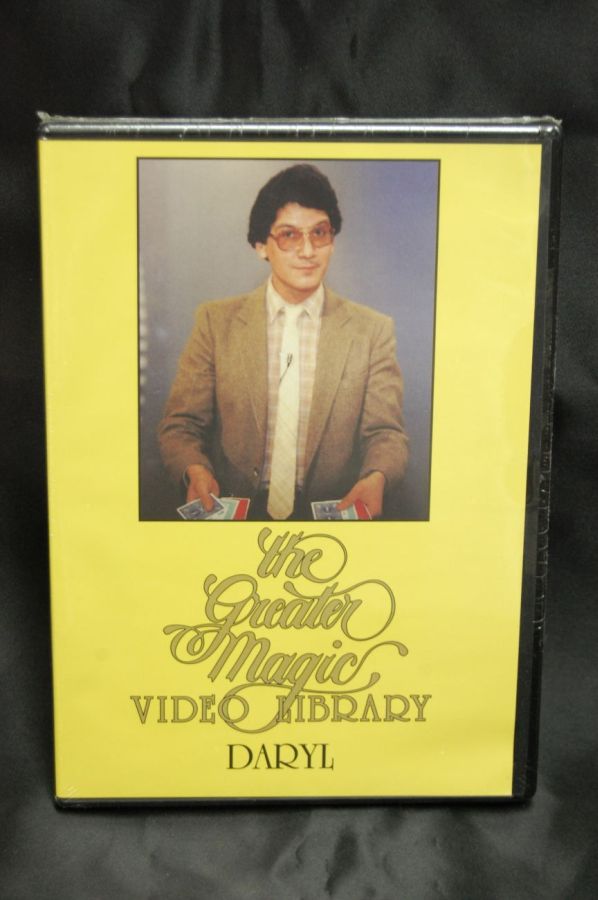 the
Greater
Magic
VIDEO LIBRARY
DARYL